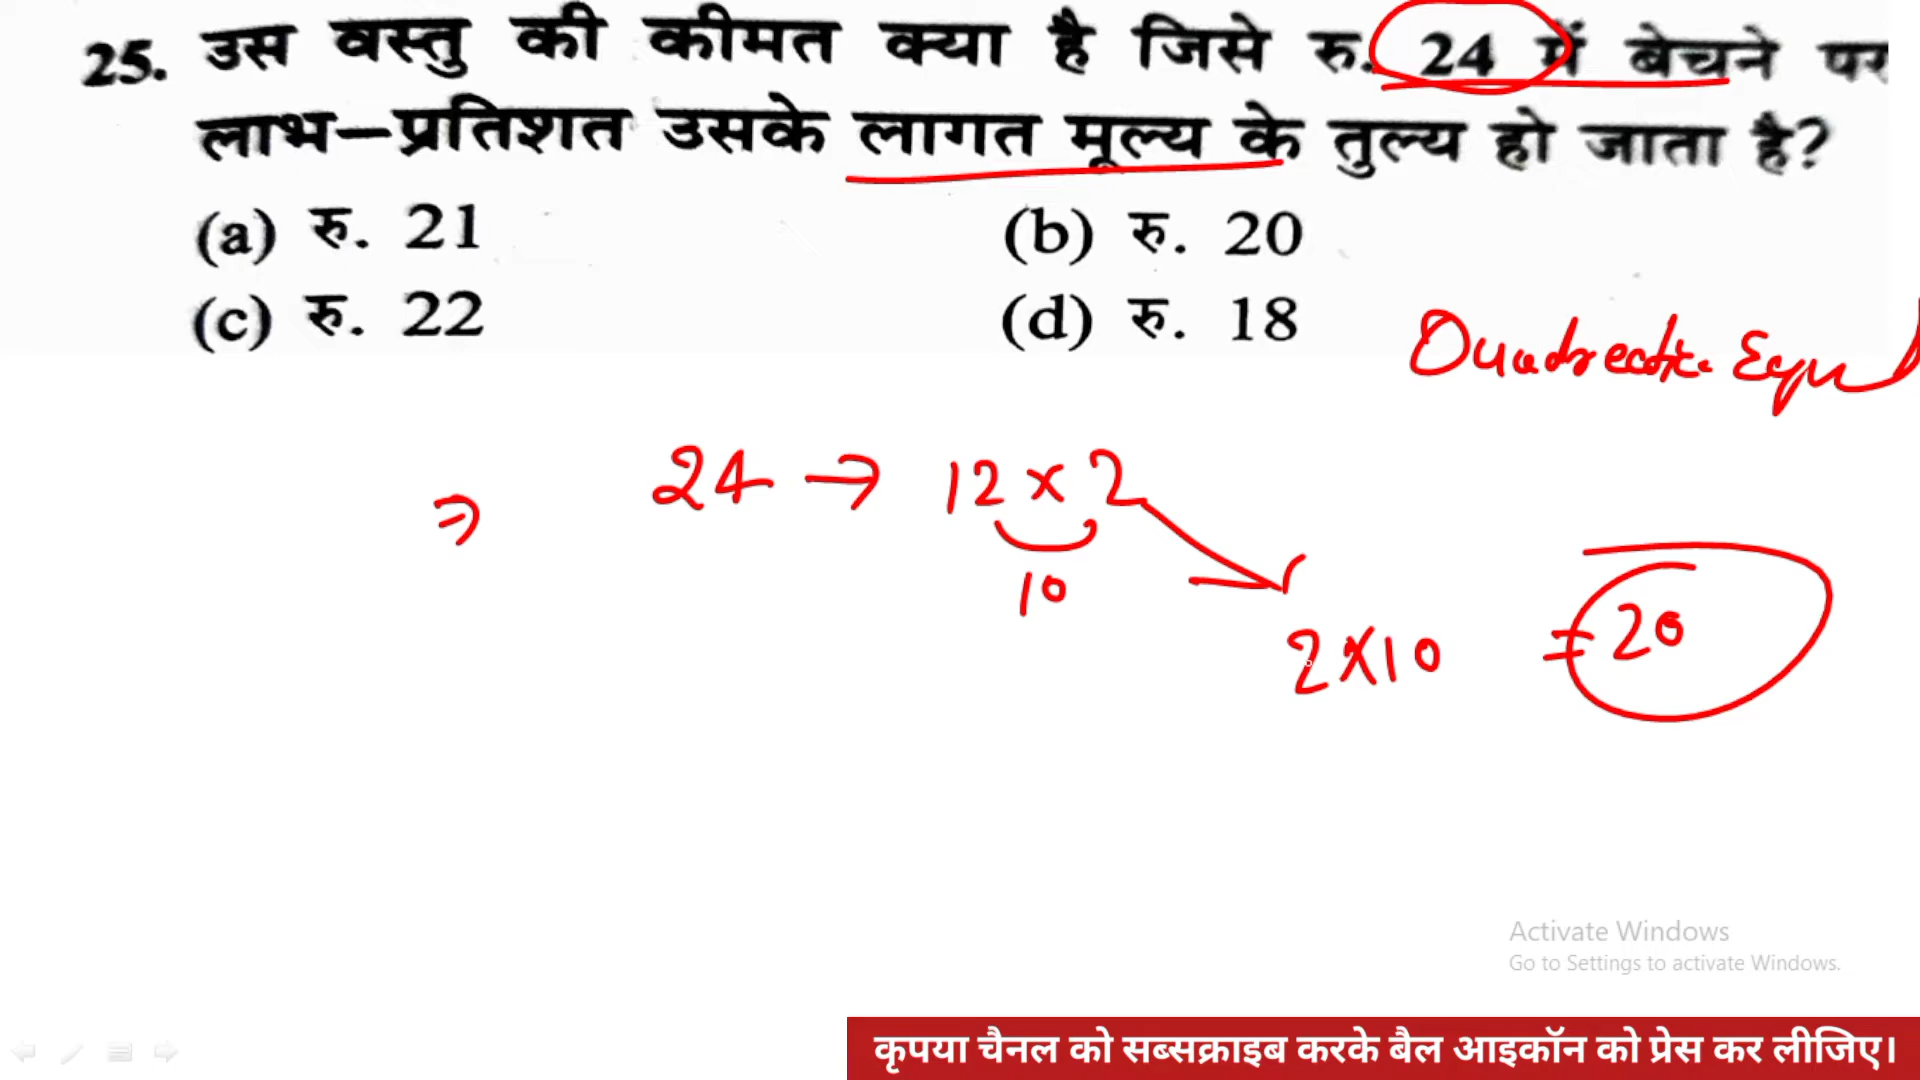 25. उस वस्तु की कीमत क्या है जिसे रु. 24 में बेचने पर
लाभ–प्रतिशत उसके लागत मूल्य के तुल्य हो जाता है?
(a) रु. 21 (b) रु. 20
(c) रु. 22 (d) रु. 18
⇒ 24 → 12 × 2
10
2×10 = 20
Activate Windows
Go to Settings to activate Windows.
कृपया चैनल को सब्सक्राइब करके बैल आइकॉन को प्रेस कर लीजिए।